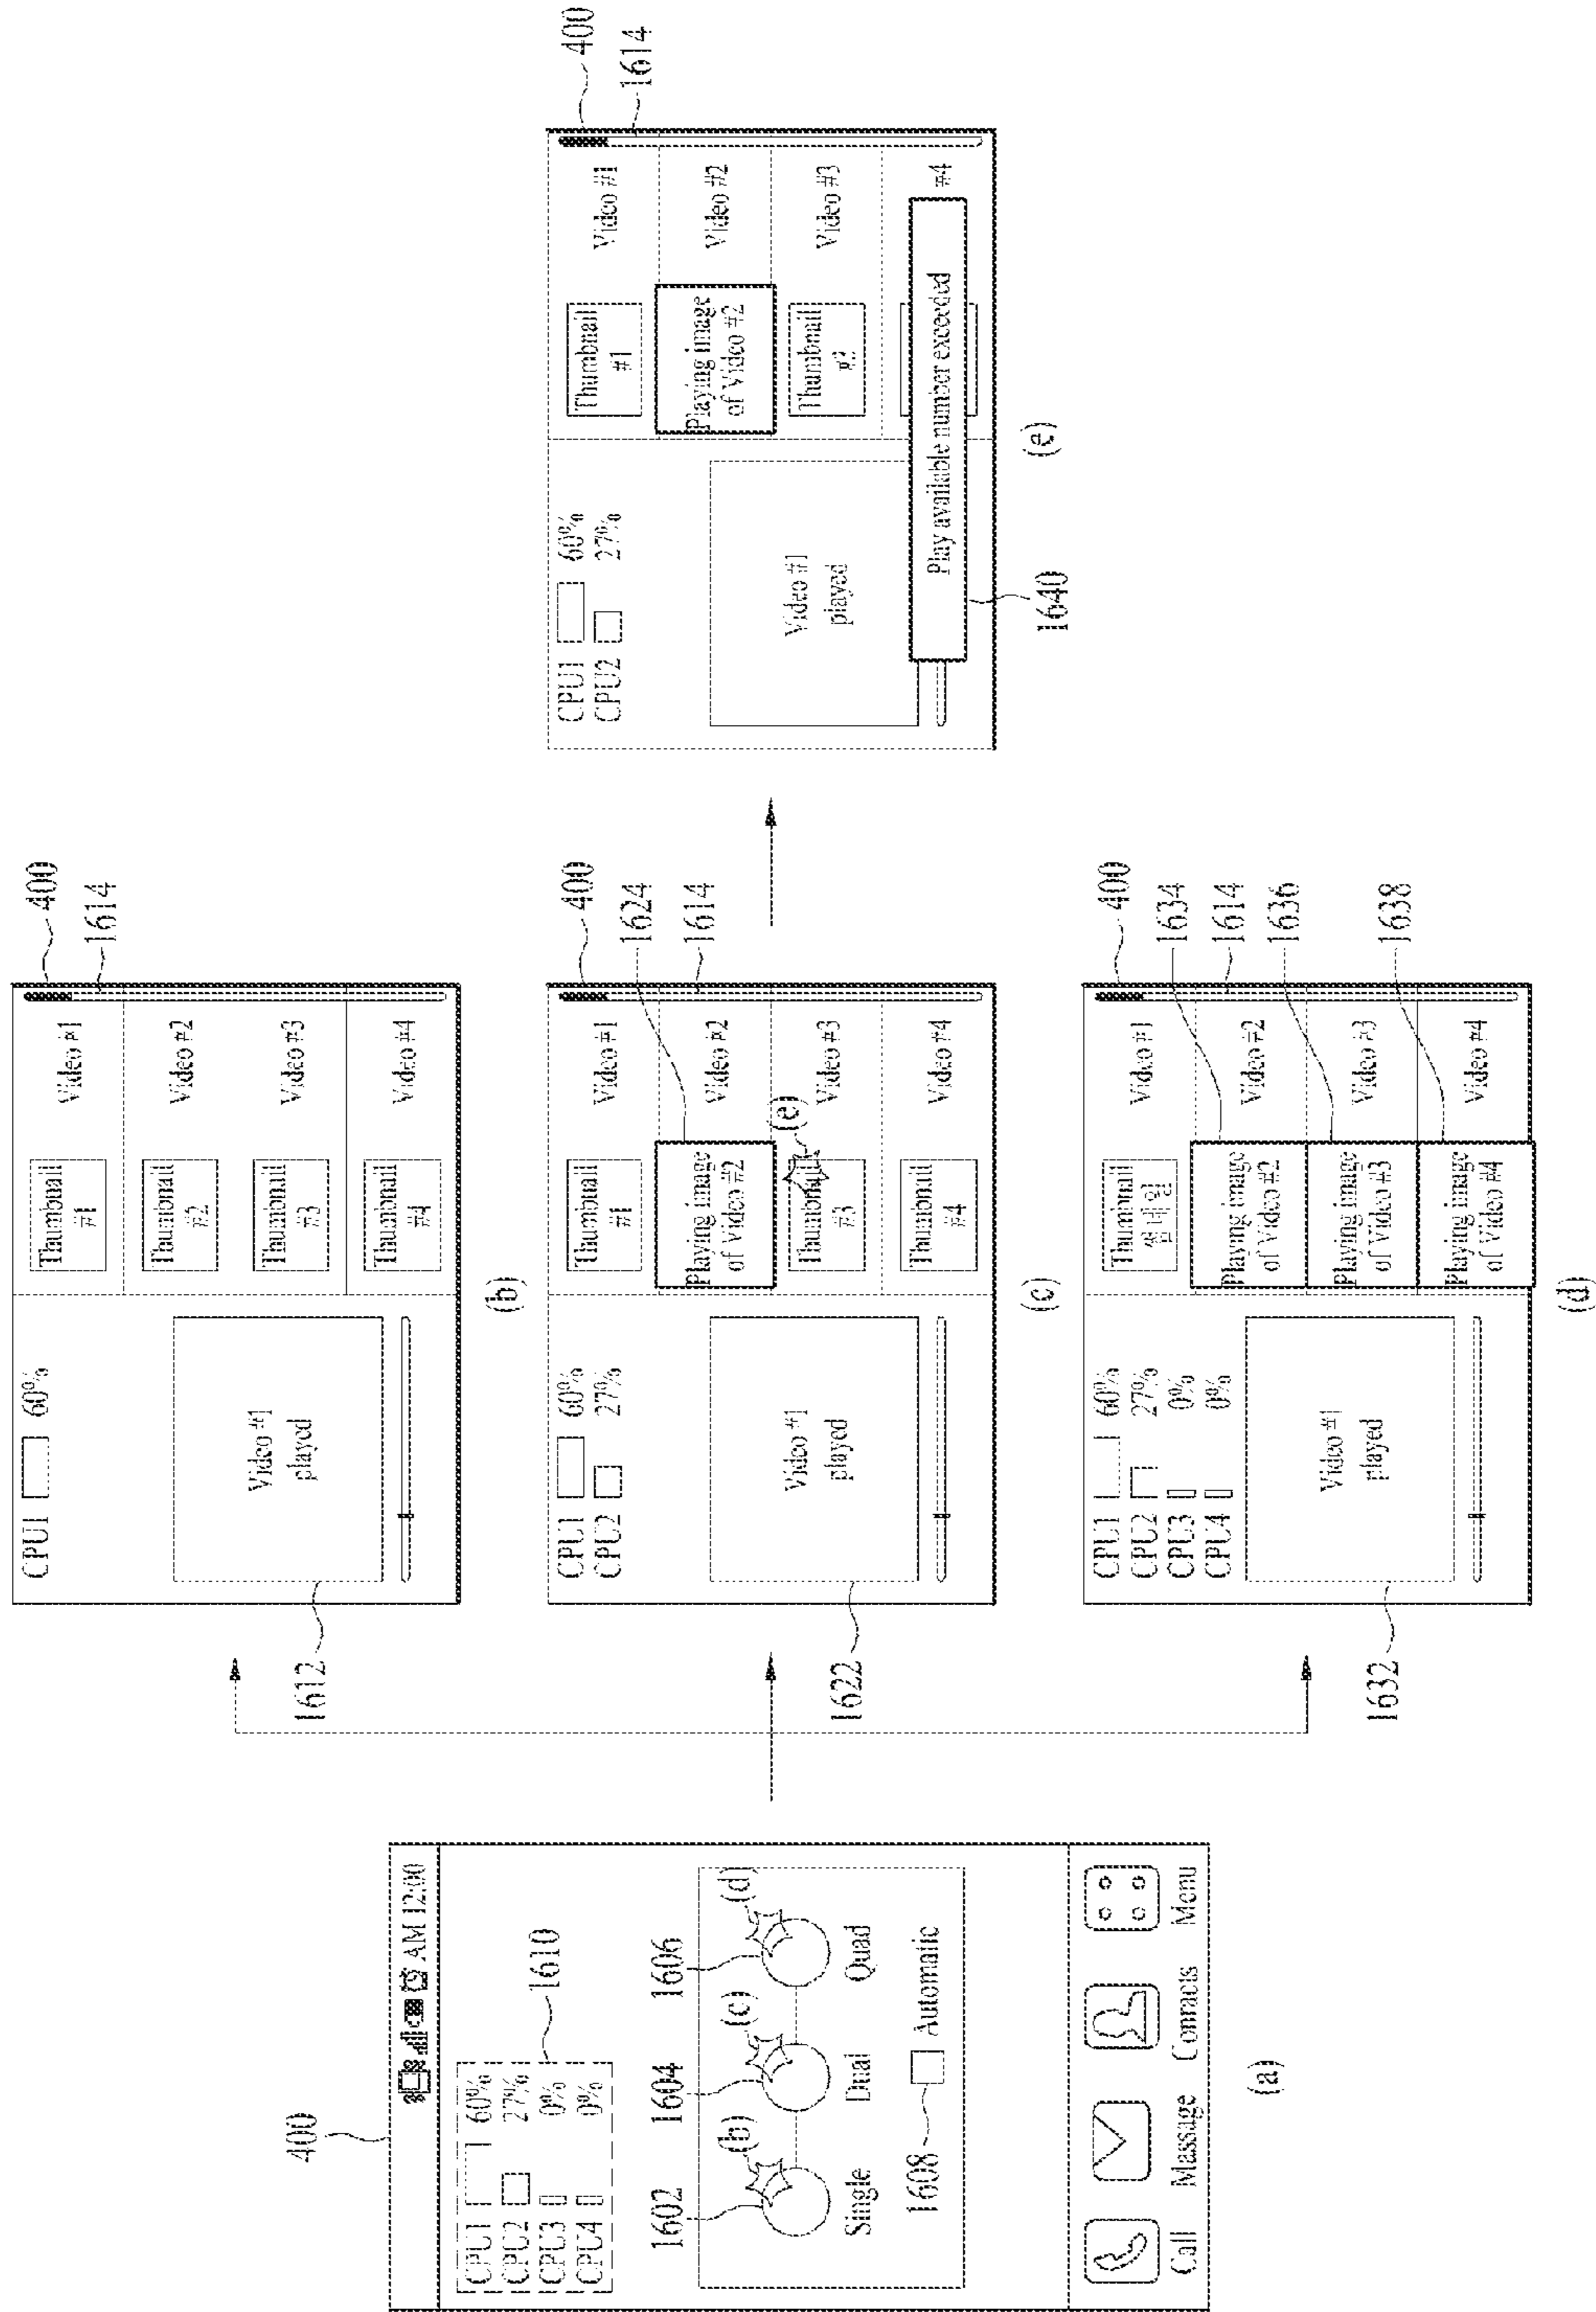 400
AM 12:00
CPU1 60%
CPU2 27%
CPU3 0%
CPU4 0%
1610
1602 1604 1606
(b) (c) (d)
Single Dual Quad
1608 Automatic
Call Massage Contracts Menu
(a)
400
1614
CPU1 60%
Video #1
played
1612
Thumbnail
#1
Video #1
Thumbnail
#2
Video #2
Thumbnail
#3
Video #3
Thumbnail
#4
Video #4
(b)
400
1624
1614
CPU1 60%
CPU2 27%
Video #1
played
1622
Thumbnail
#1
Video #1
Playing image
of Video #2
Video #2
(e)
Thumbnail
#3
Video #3
Thumbnail
#4
Video #4
(c)
400
1634
1614
1636
1638
CPU1 60%
CPU2 27%
CPU3 0%
CPU4 0%
Video #1
played
1632
Thumbnail
썸네일
Video #1
Playing image
of Video #2
Video #2
Playing image
of Video #3
Video #3
Playing image
of Video #4
Video #4
(d)
400
1614
CPU1 60%
CPU2 27%
Video #1
played
Thumbnail
#1
Video #1
Playing image
of Video #2
Video #2
Thumbnail
#2
Video #3
#4
Play available number exceeded
1640
(e)